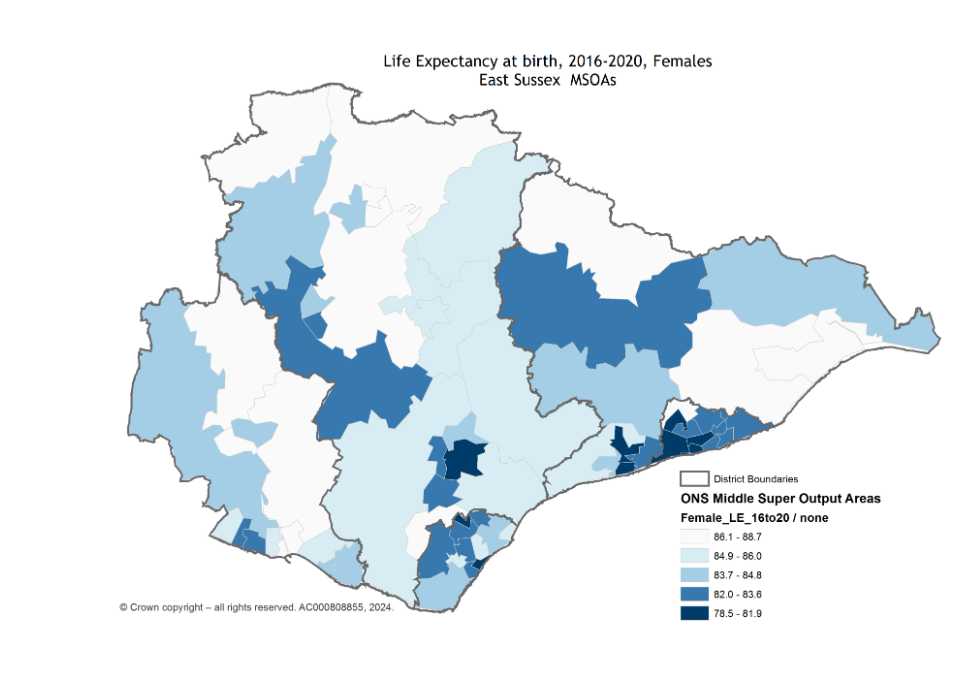 Life Expectancy at birth, 2016-2020, Females
East Sussex MSOAs
District Boundaries
ONS Middle Super Output Areas
Female_LE_16to20 / none
86.1 - 88.7
84.9 - 86.0
83.7 - 84.8
82.0 - 83.6
78.5 - 81.9
© Crown copyright – all rights reserved. AC000808855, 2024.